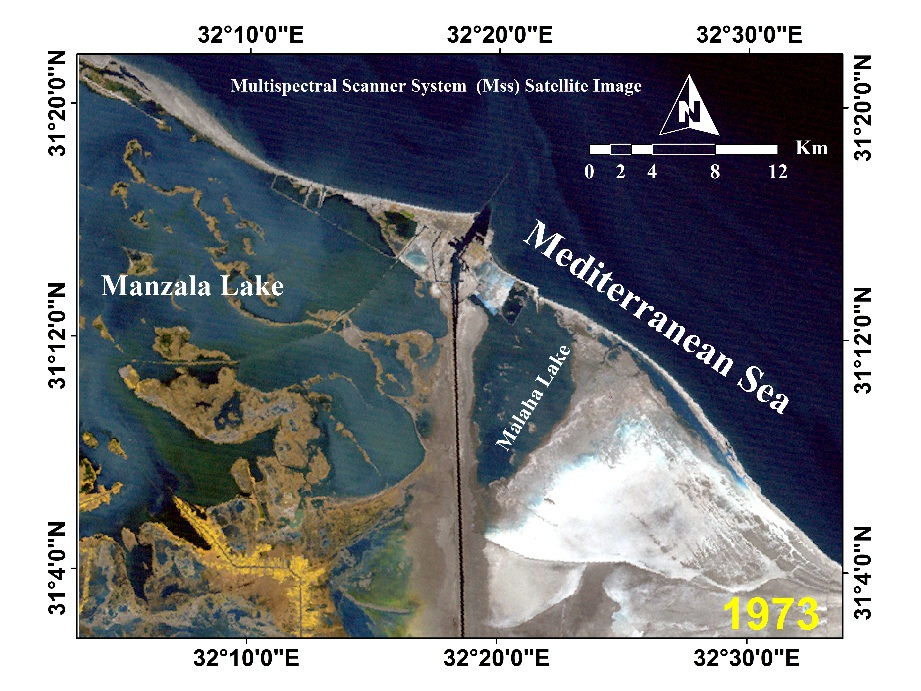 32°10'0"E 32°20'0"E 32°30'0"E
31°20'0"N
31°20'0"N
Multispectral Scanner System (Mss) Satellite Image
N
Km
0 2 4 8 12
Mediterranean Sea
Manzala Lake
31°12'0"N
31°12'0"N
Malaha Lake
31°4'0"N
31°4'0"N
1973
32°10'0"E 32°20'0"E 32°30'0"E